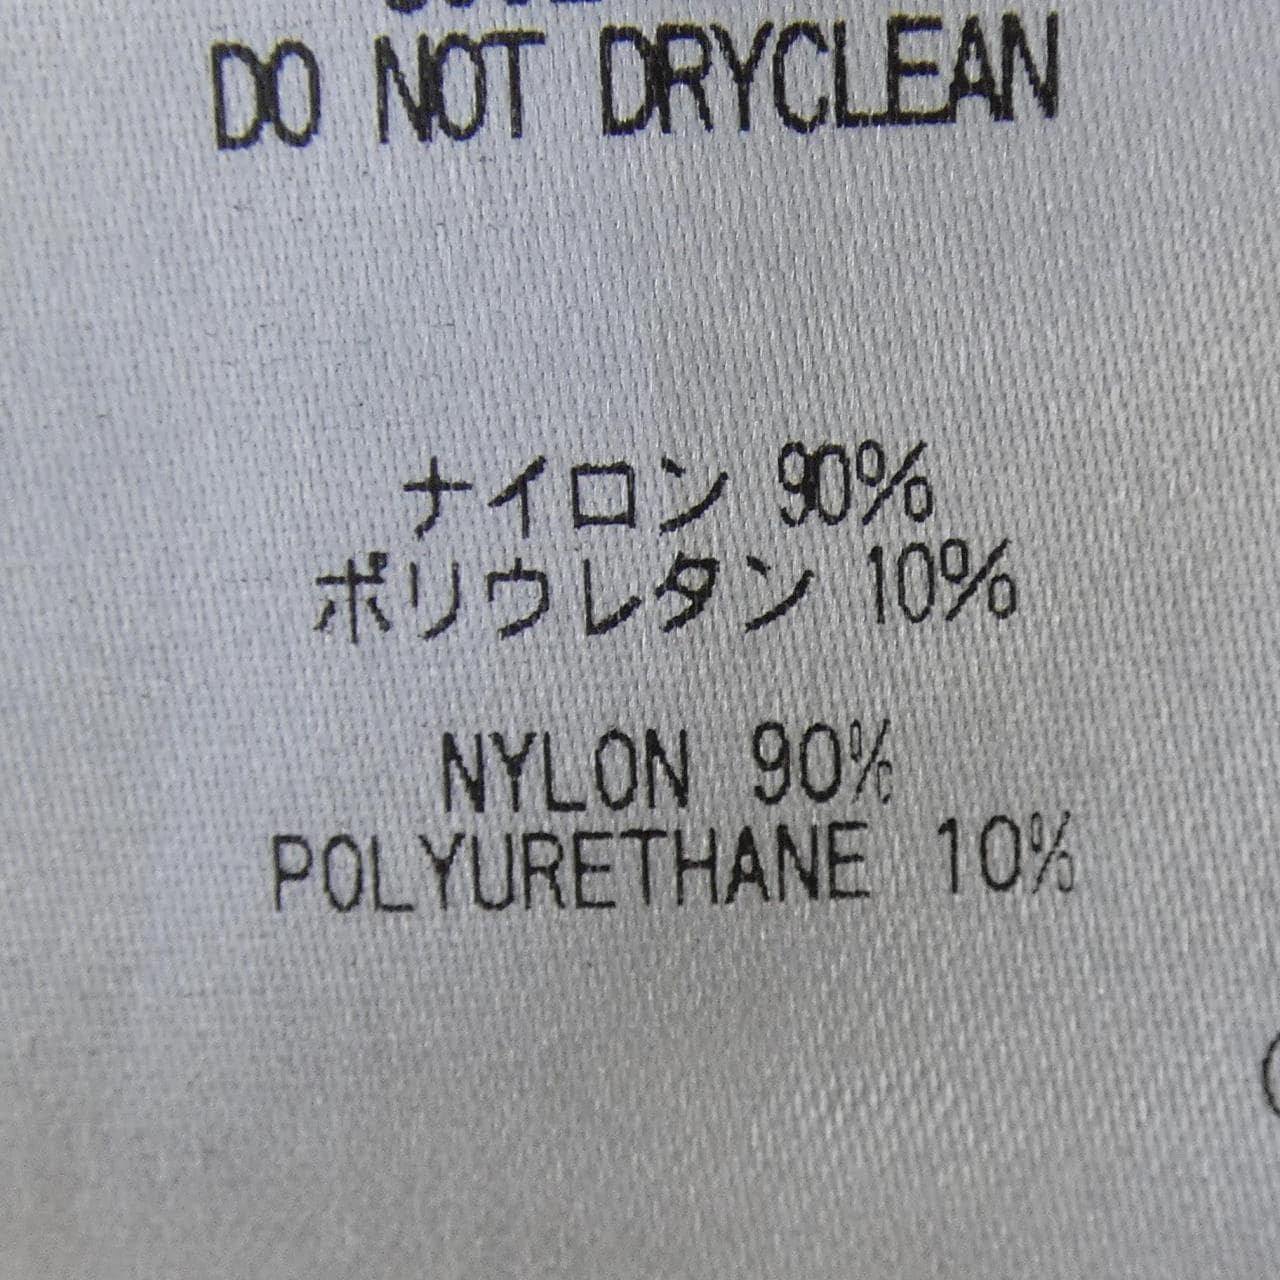 DO NOT DRYCLEAN
ナイロン 90%
ポリウレタン 10%
NYLON 90%
POLYURETHANE 10%